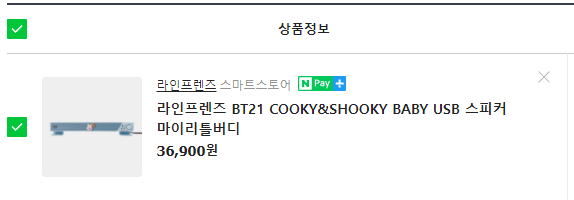 상품정보
라인프렌즈 스마트스토어 N Pay +
라인프렌즈 BT21 COOKY&SHOOKY BABY USB 스피커
마이리틀버디
36,900원